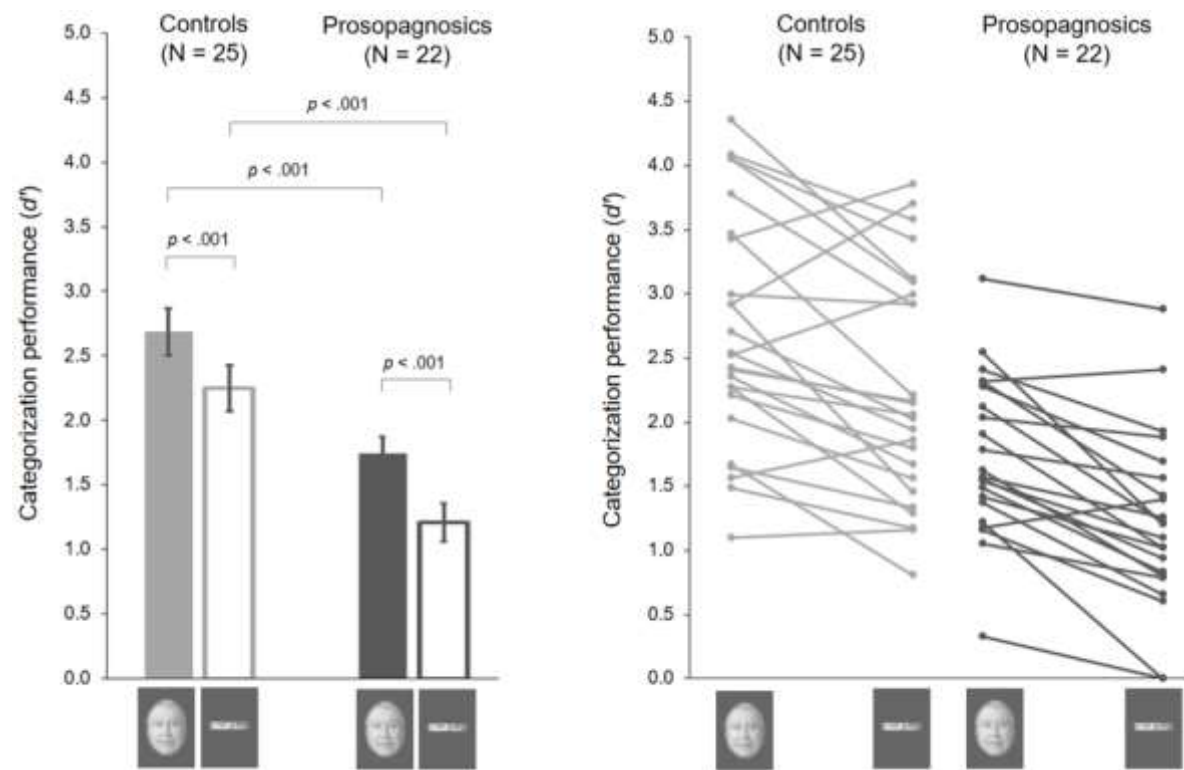 Controls
(N = 25)
Prosopagnosics
(N = 22)
5.0
4.5
4.0
3.5
3.0
2.5
2.0
1.5
1.0
0.5
0.0
Categorization performance (d')
p < .001
p < .001
p < .001
p < .001
Controls
(N = 25)
Prosopagnosics
(N = 22)
5.0
4.5
4.0
3.5
3.0
2.5
2.0
1.5
1.0
0.5
0.0
Categorization performance (d')